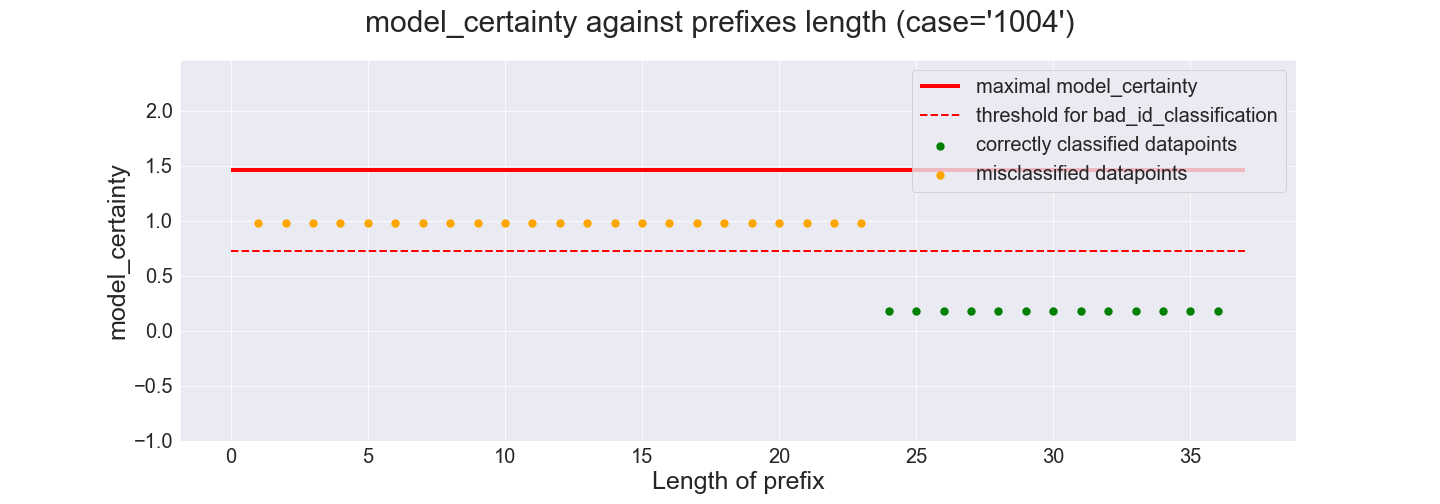 model_certainty against prefixes length (case='1004')
maximal model_certainty
threshold for bad_id_classification
correctly classified datapoints
misclassified datapoints
model_certainty
2.0
1.5
1.0
0.5
0.0
−0.5
−1.0
0 5 10 15 20 25 30 35
Length of prefix